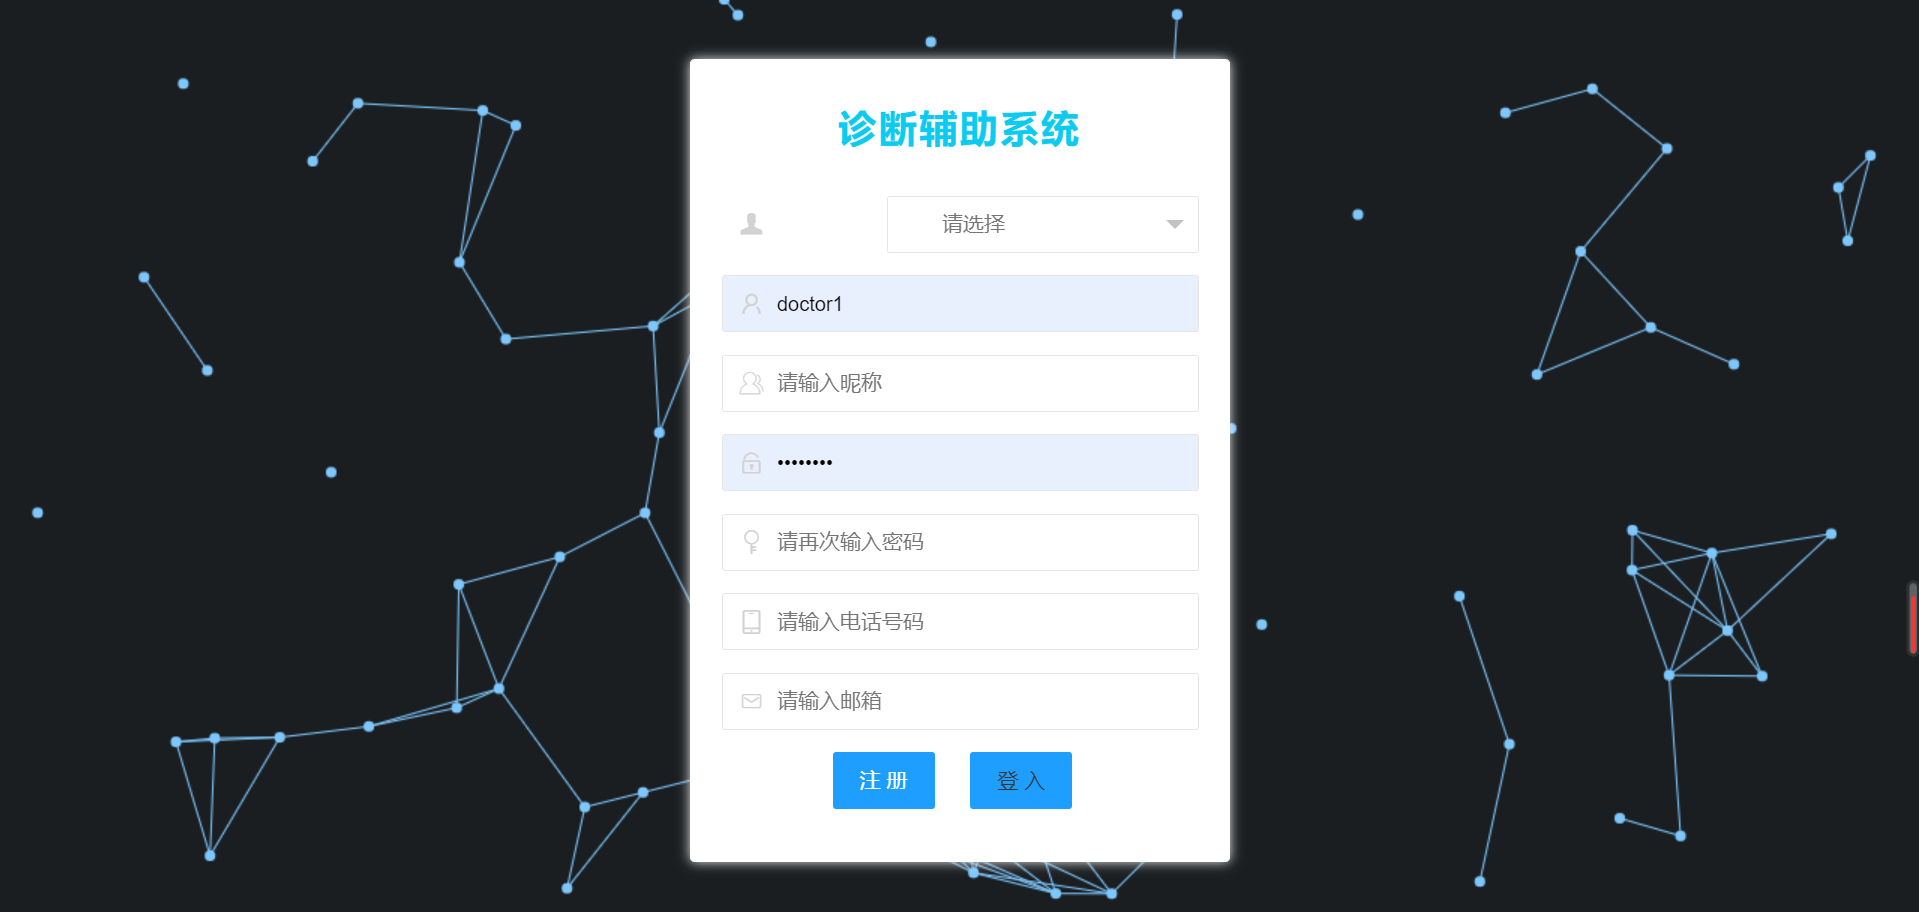 诊断辅助系统
请选择
doctor1
请输入昵称
••••••••
请再次输入密码
请输入电话号码
请输入邮箱
注 册 登 入